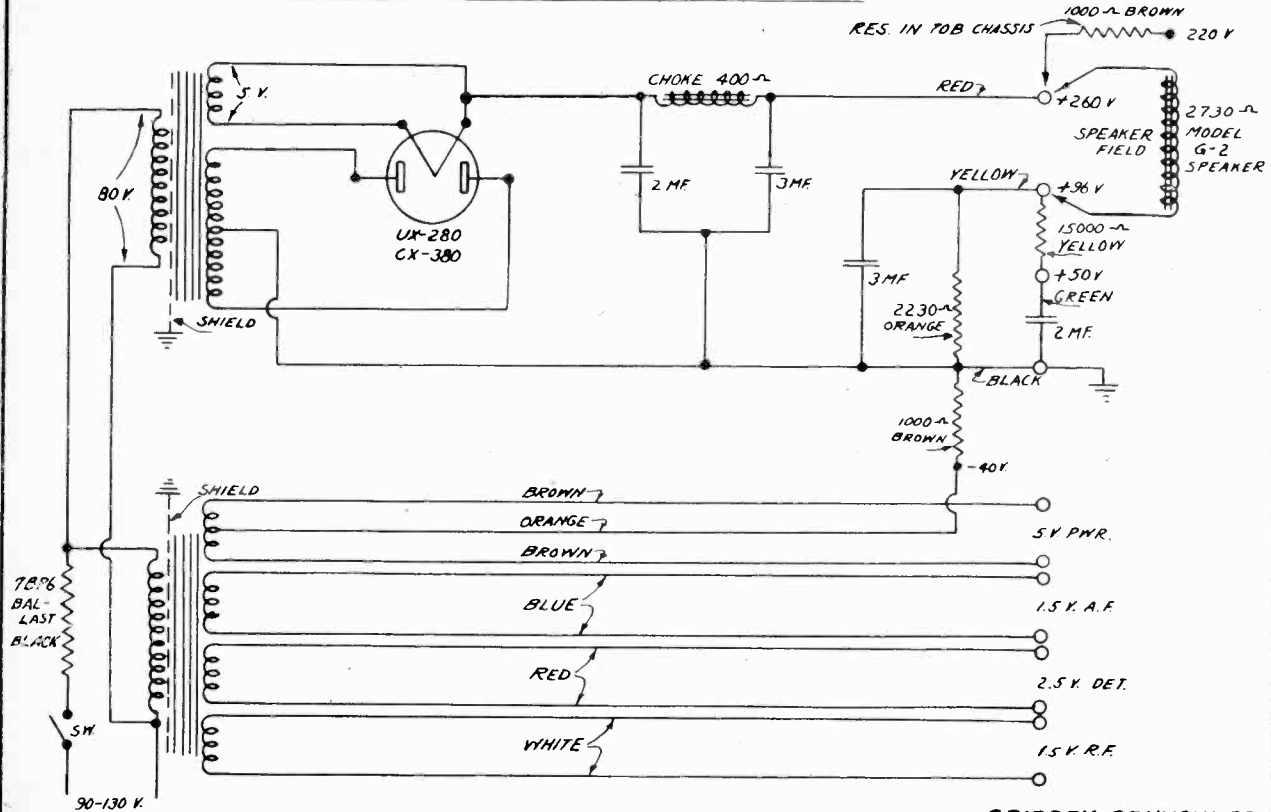 1000 Ω BROWN
RES. IN 70B CHASSIS
220 V
5 V.
CHOKE 400 Ω
RED
+260 V
2730 Ω
MODEL
G-2
SPEAKER
SPEAKER
FIELD
80 V.
2 MF.
3 MF.
YELLOW
+96 V
UX-280
CX-380
15000 Ω
YELLOW
3 MF
+50 V
GREEN
2230 Ω
ORANGE
2 MF.
SHIELD
BLACK
1000 Ω
BROWN
-40 V.
SHIELD
BROWN
ORANGE
5 V. PWR.
BROWN
BLUE
1.5 V. A.F.
BAL-
LAST
BLACK
RED
2.5 V. DET.
SW.
WHITE
1.5 V. R.F.
90-130 V.